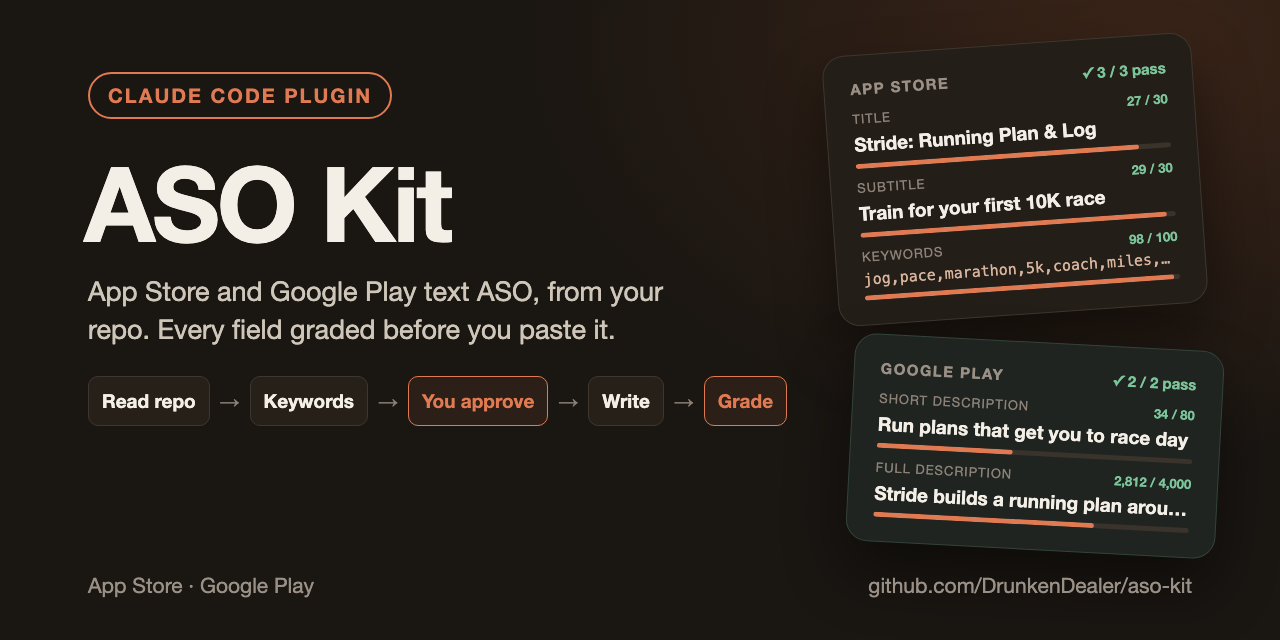 CLAUDE CODE PLUGIN
ASO Kit
App Store and Google Play text ASO, from your
repo. Every field graded before you paste it.
Read repo → Keywords → You approve → Write → Grade
App Store · Google Play
APP STORE ✓ 3 / 3 pass
TITLE 27 / 30
Stride: Running Plan & Log
SUBTITLE 29 / 30
Train for your first 10K race
KEYWORDS 98 / 100
jog,pace,marathon,5k,coach,miles,…
GOOGLE PLAY ✓ 2 / 2 pass
SHORT DESCRIPTION 34 / 80
Run plans that get you to race day
FULL DESCRIPTION 2,812 / 4,000
Stride builds a running plan arou…
github.com/DrunkenDealer/aso-kit